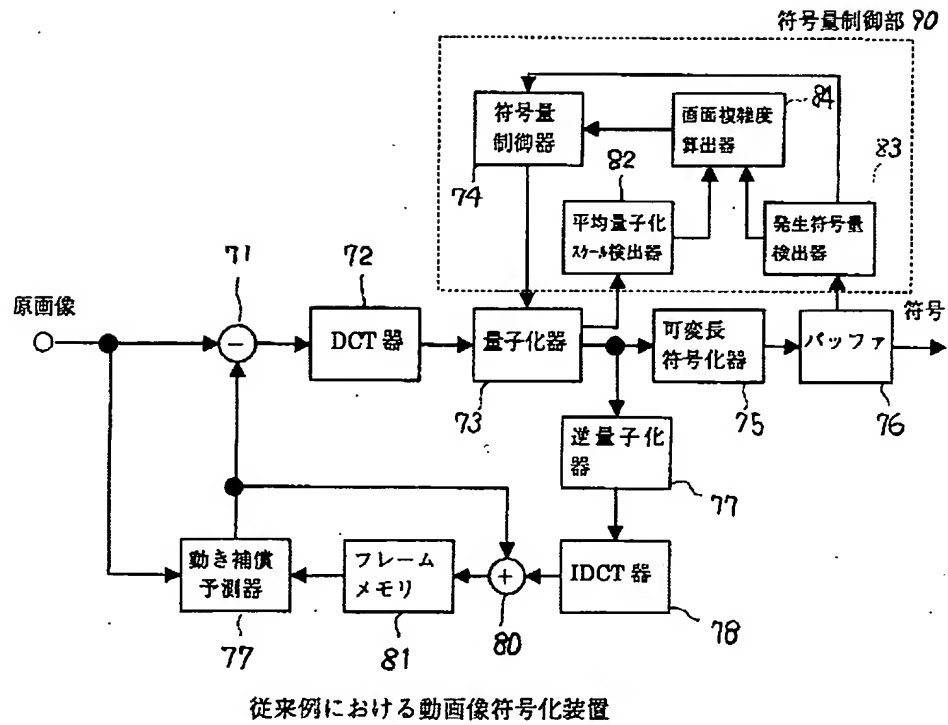 符号量制御部 90
符号量
制御器
74
画面複雑度
算出器
84
82
平均量子化
スケール検出器
83
発生符号量
検出器
原画像
71
−
72
DCT 器
量子化器
73
可変長
符号化器
75
バッファ
76
符号
逆量子化
器
77
動き補償
予測器
77
フレーム
メモリ
81
+
80
IDCT 器
78
従来例における動画像符号化装置